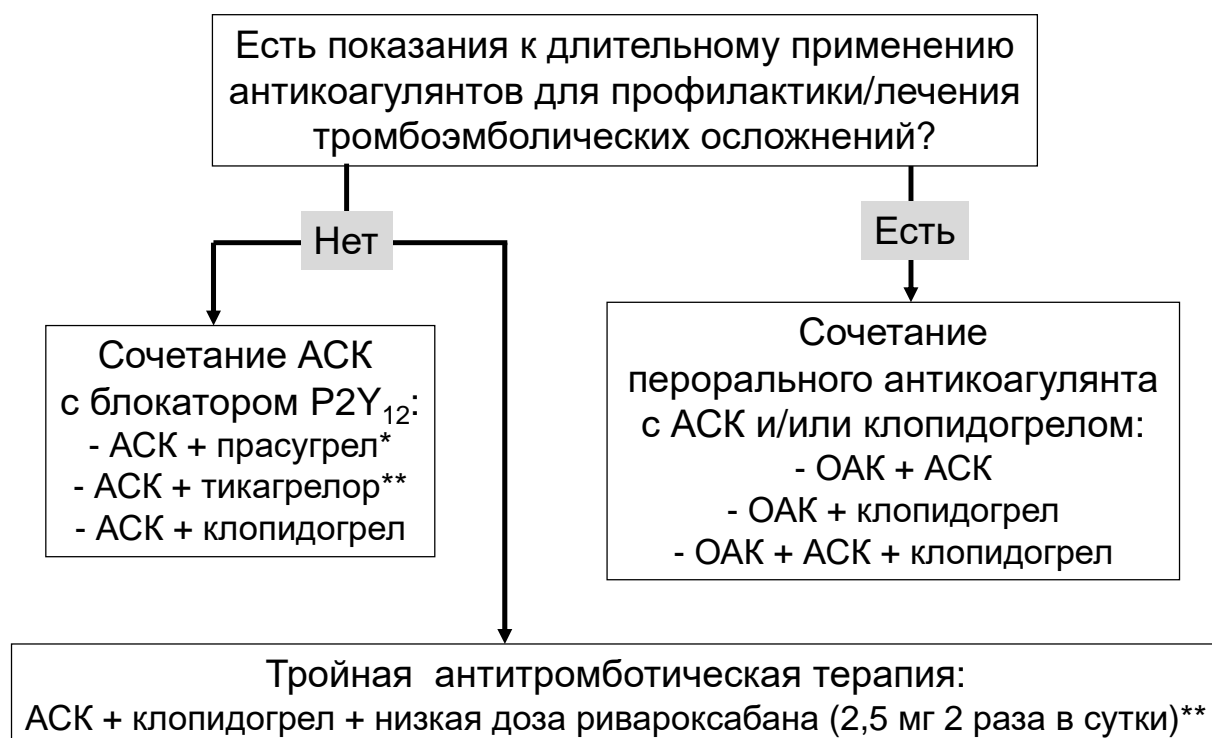 Есть показания к длительному применению
антикоагулянтов для профилактики/лечения
тромбоэмболических осложнений?
Нет
Есть
Сочетание АСК
с блокатором P2Y12:
- АСК + прасугрел*
- АСК + тикагрелор**
- АСК + клопидогрел
Сочетание
перорального антикоагулянта
с АСК и/или клопидогрелом:
- ОАК + АСК
- ОАК + клопидогрел
- ОАК + АСК + клопидогрел
Тройная антитромботическая терапия:
АСК + клопидогрел + низкая доза ривароксабана (2,5 мг 2 раза в сутки)**